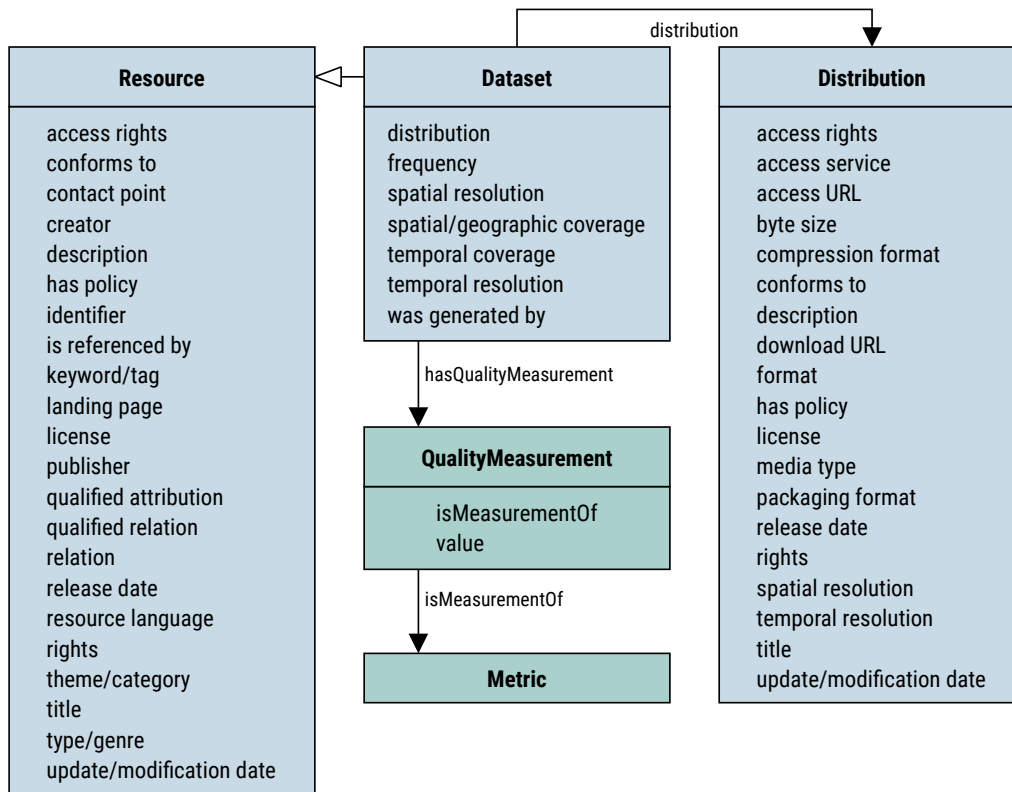 distribution
Resource
access rights
conforms to
contact point
creator
description
has policy
identifier
is referenced by
keyword/tag
landing page
license
publisher
qualified attribution
qualified relation
relation
release date
resource language
rights
theme/category
title
type/genre
update/modification date
Dataset
distribution
frequency
spatial resolution
spatial/geographic coverage
temporal coverage
temporal resolution
was generated by
hasQualityMeasurement
QualityMeasurement
isMeasurementOf
value
isMeasurementOf
Metric
Distribution
access rights
access service
access URL
byte size
compression format
conforms to
description
download URL
format
has policy
license
media type
packaging format
release date
rights
spatial resolution
temporal resolution
title
update/modification date